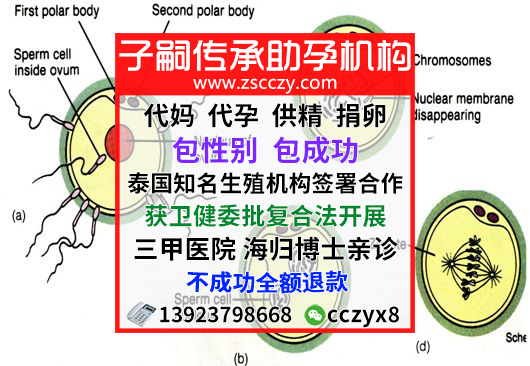 First polar body
Second polar body
Sperm cell
inside ovum
子嗣传承助孕机构
www.zsccz​y.com
Chromosomes
Nuclear membrane
disappearing
代妈 代孕 供精 捐卵
包性别 包成功
泰国知名生殖机构签署合作
(a)
获卫健委批复合法开展
三甲医院 海归博士亲诊
不成功全额退款
Sperm cell
13923798668 cczyx8
(b)
(d)